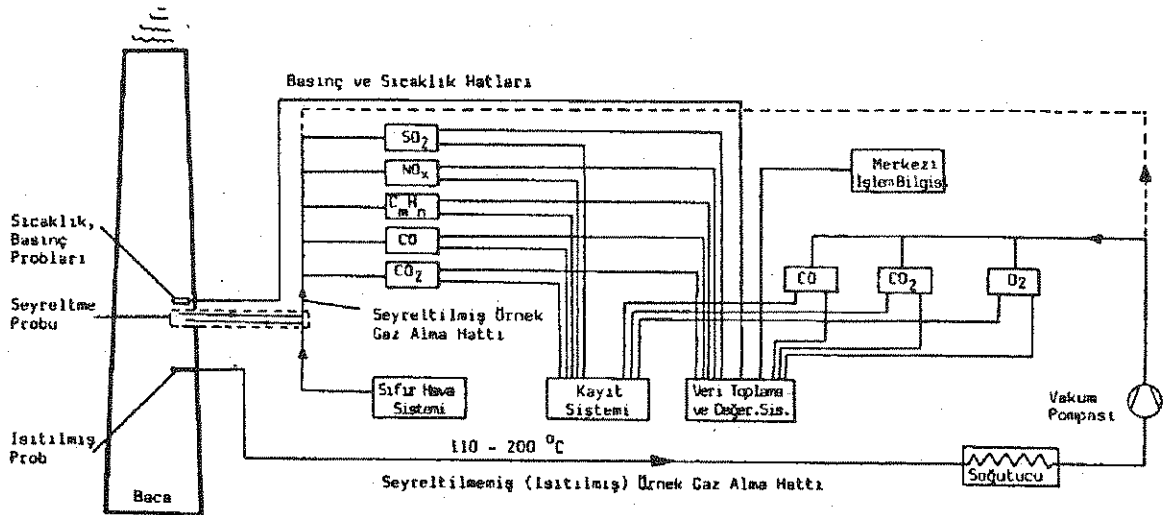 Basınç ve Sıcaklık Hatları
SO2
NOx
CmHn
CO
CO2
Merkezi
İşlem Bilgis.
Sıcaklık,
Basınç
Probları
Seyreltme
Probu
Seyreltilmiş Örnek
Gaz Alma Hattı
CO
CO2
O2
Sıfır Hava
Sistemi
Kayıt
Sistemi
Veri Toplama
ve Değer.Sis.
Vakum
Pompası
Isıtılmış
Prob
110 - 200 °C
Seyreltilmemiş (Isıtılmış) Örnek Gaz Alma Hattı
Soğutucu
Baca